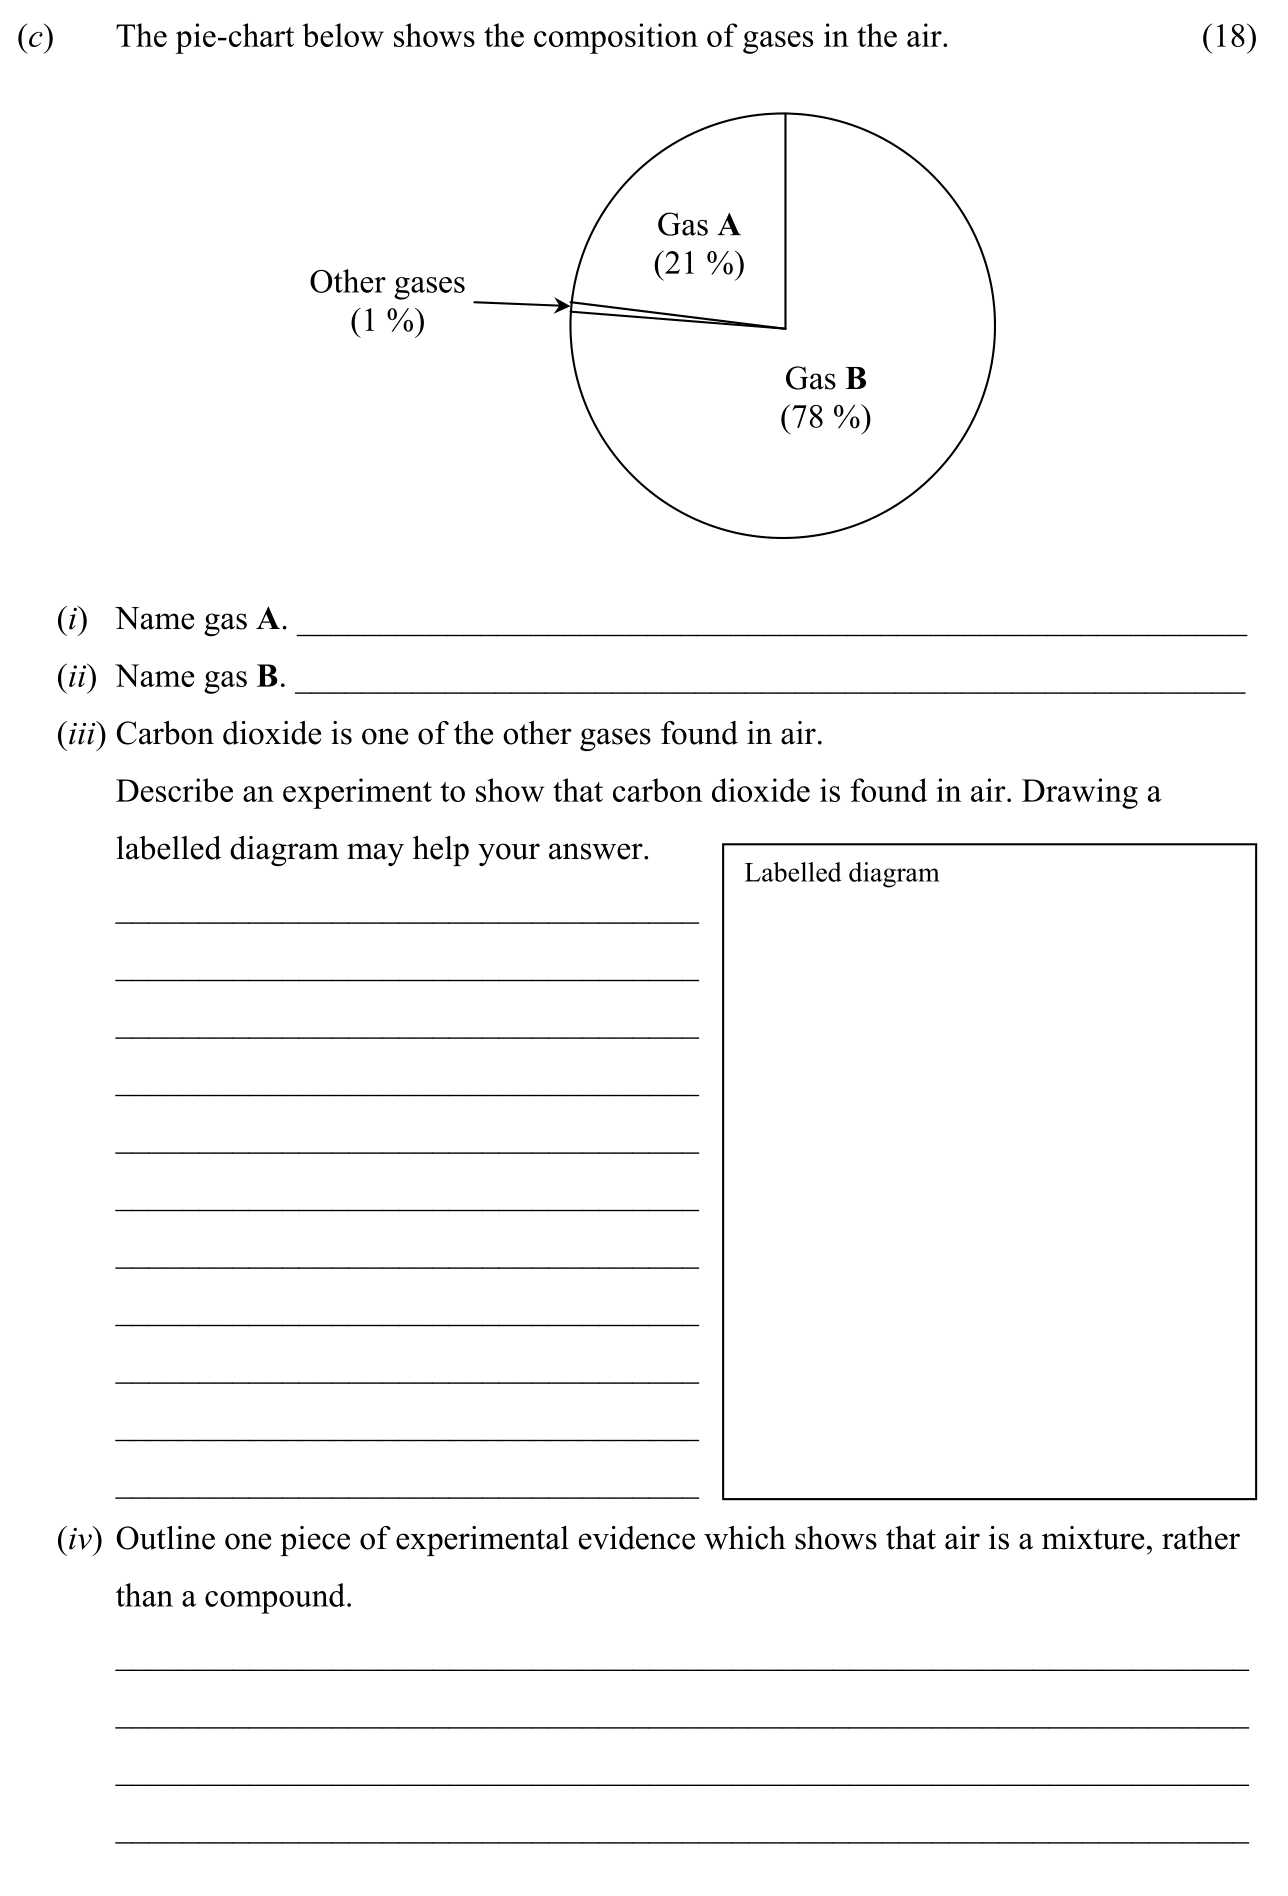 (c) The pie-chart below shows the composition of gases in the air. (18)
Gas A
(21 %)
Other gases
(1 %)
Gas B
(78 %)
(i) Name gas A.
(ii) Name gas B.
(iii) Carbon dioxide is one of the other gases found in air.
Describe an experiment to show that carbon dioxide is found in air. Drawing a
labelled diagram may help your answer.
Labelled diagram
(iv) Outline one piece of experimental evidence which shows that air is a mixture, rather
than a compound.